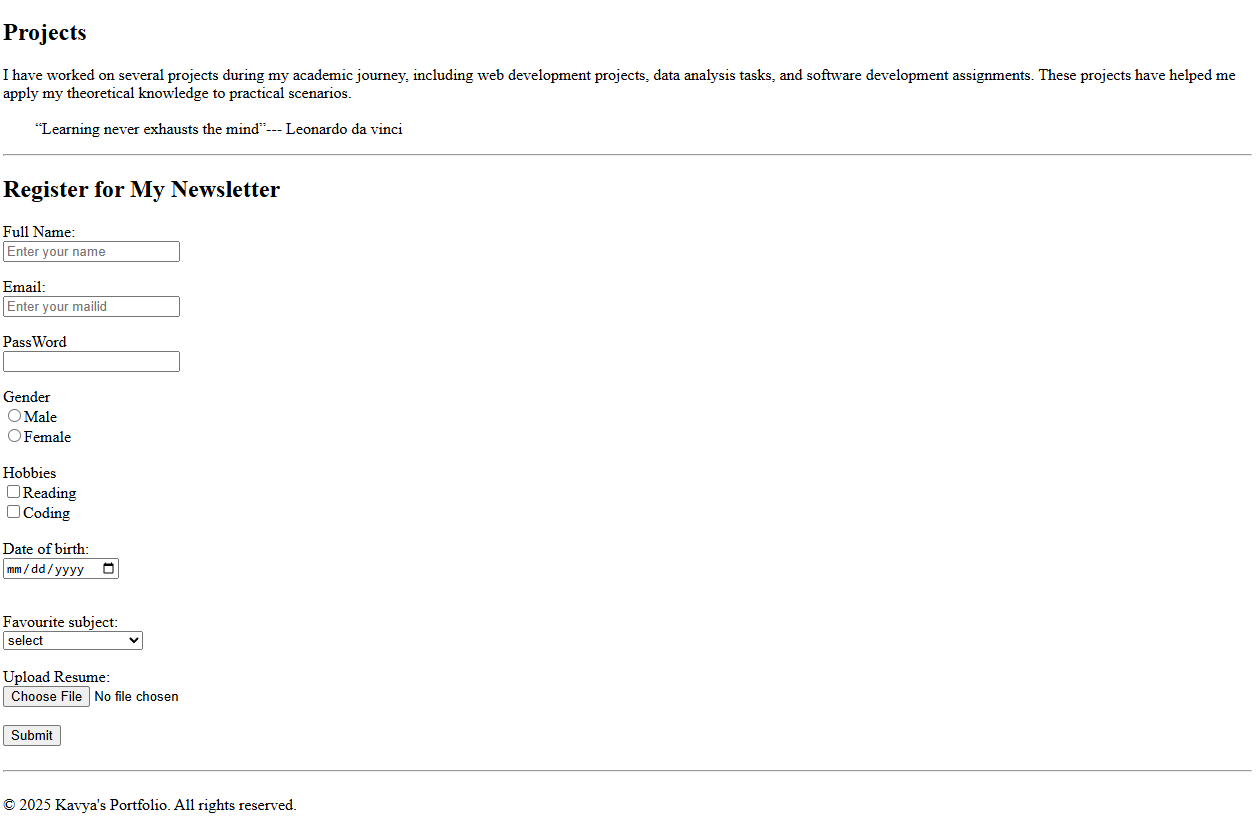 Projects
I have worked on several projects during my academic journey, including web development projects, data analysis tasks, and software development assignments. These projects have helped me
apply my theoretical knowledge to practical scenarios.
“Learning never exhausts the mind”--- Leonardo da vinci
Register for My Newsletter
Full Name:
Enter your name
Email:
Enter your mailid
PassWord
Gender
Male
Female
Hobbies
Reading
Coding
Date of birth:
mm/dd/yyyy
Favourite subject:
select
Upload Resume:
Choose File No file chosen
Submit
© 2025 Kavya's Portfolio. All rights reserved.